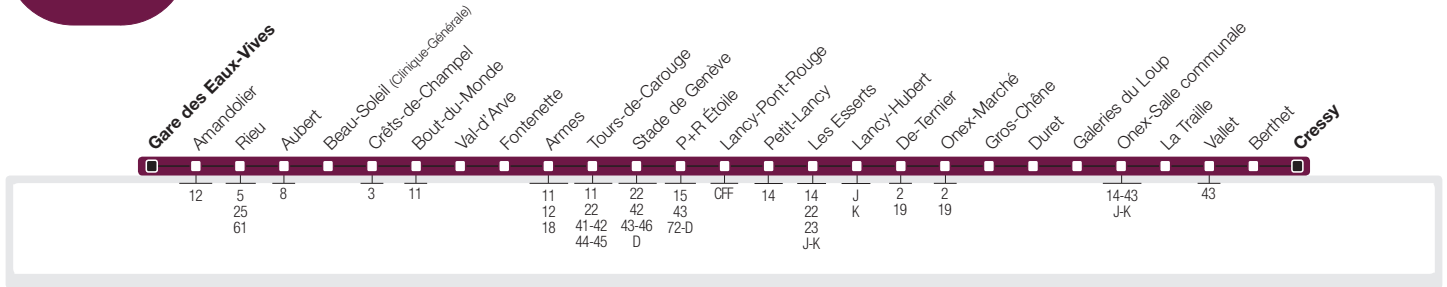 Gare des Eaux-Vives
Amandolier
Rieu
Aubert
Beau-Soleil (Clinique-Générale)
Crêts-de-Champel
Bout-du-Monde
Val-d'Arve
Fontenette
Armes
Tours-de-Carouge
Stade de Genève
P+R Étoile
Lancy-Pont-Rouge
Petit-Lancy
Les Esserts
Lancy-Hubert
De-Ternier
Onex-Marché
Gros-Chêne
Duret
Galeries du Loup
Onex-Salle communale
La Traille
Vallet
Berthet
Cressy
12
5
25
61
8
3
11
11
12
18
11
22
41-42
44-45
22
42
43-46
D
15
43
72-D
CFF
14
14
22
23
J-K
J
K
2
19
2
19
14-43
J-K
43